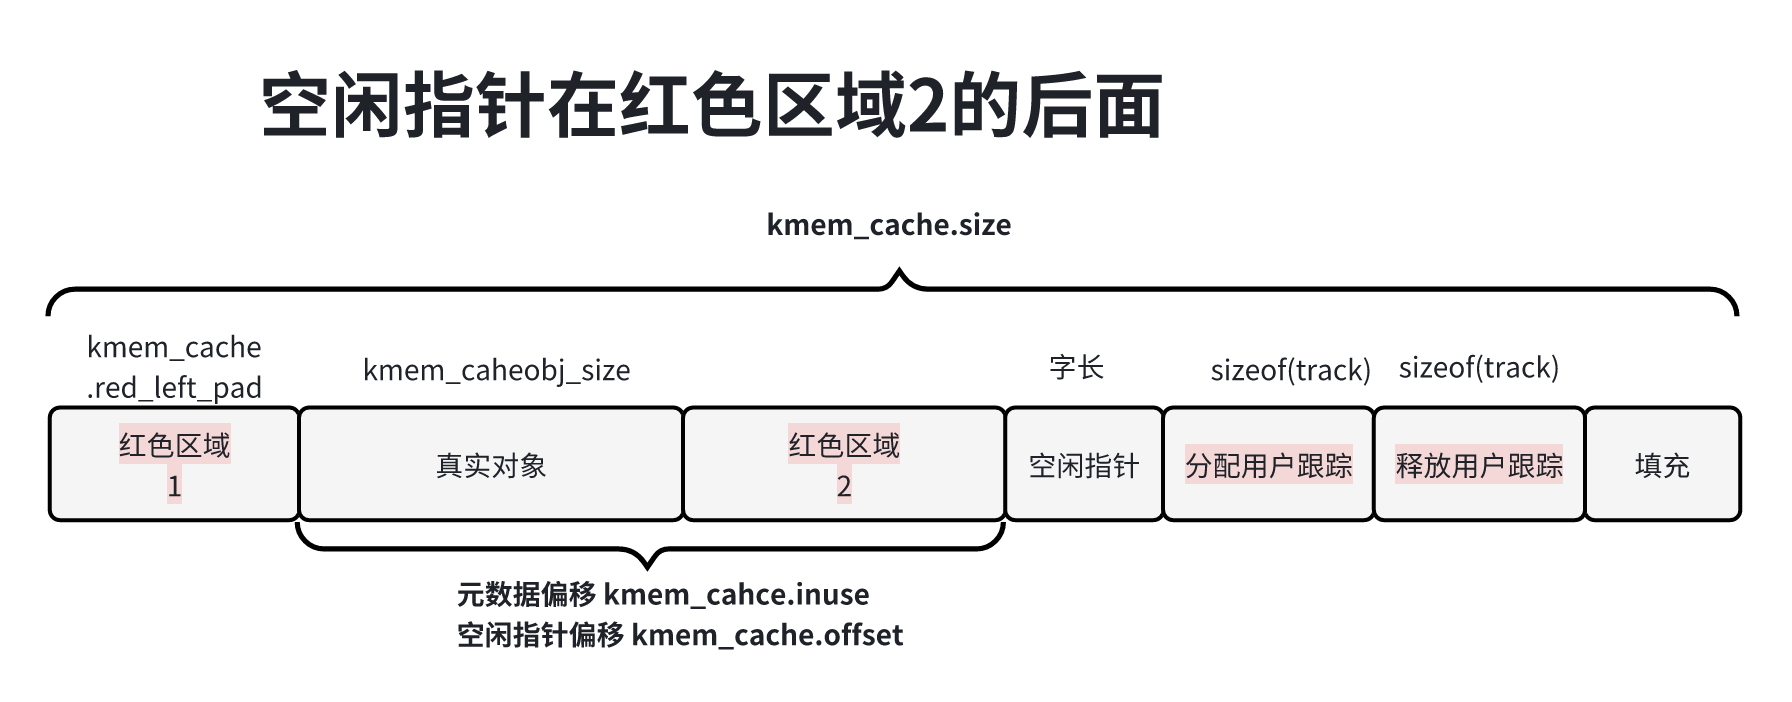 空闲指针在红色区域2的后面
kmem_cache.size
kmem_cache
.red_left_pad
kmem_caheobj_size
字长
sizeof(track)
sizeof(track)
红色区域
1
真实对象
红色区域
2
空闲指针
分配用户跟踪
释放用户跟踪
填充
元数据偏移 kmem_cahce.inuse
空闲指针偏移 kmem_cache.offset